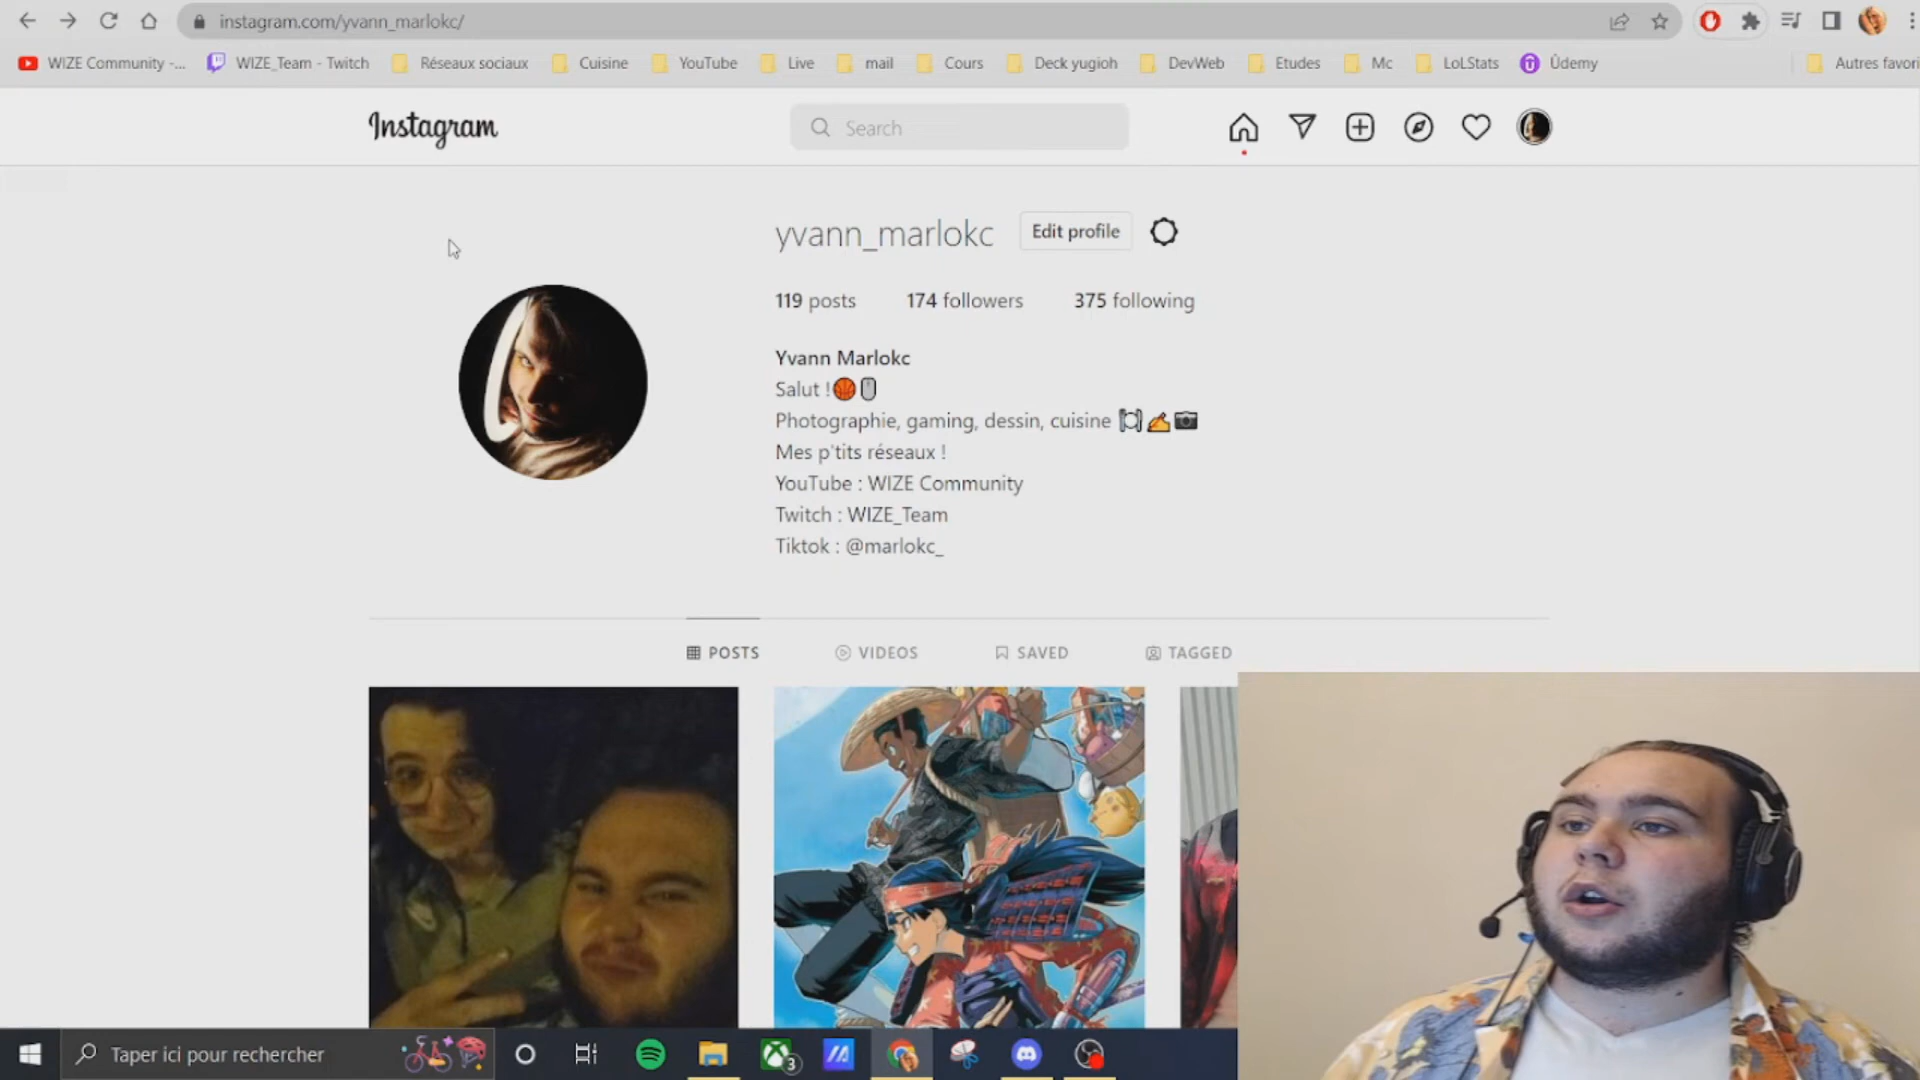 instagram.com/yvann_marlokc/
WIZE Community -... WIZE_Team - Twitch Réseaux sociaux Cuisine YouTube Live mail Cours Deck yugioh DevWeb Etudes Mc LoLStats Ûdemy Autres favori
Instagram Search
yvann_marlokc Edit profile
119 posts 174 followers 375 following
Yvann Marlokc
Salut !
Photographie, gaming, dessin, cuisine
Mes p'tits réseaux !
YouTube : WIZE Community
Twitch : WIZE_Team
Tiktok : @marlokc_
POSTS VIDEOS SAVED TAGGED
Taper ici pour rechercher 3